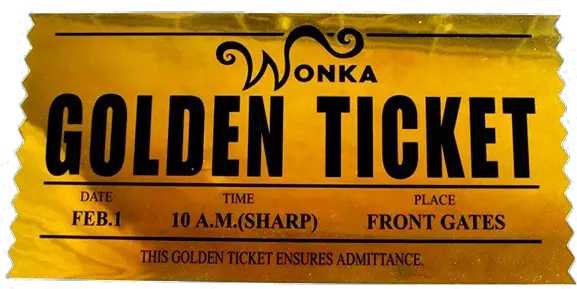 WONKA
GOLDEN TICKET
DATE TIME PLACE
FEB.1 10 A.M.(SHARP) FRONT GATES
THIS GOLDEN TICKET ENSURES ADMITTANCE.